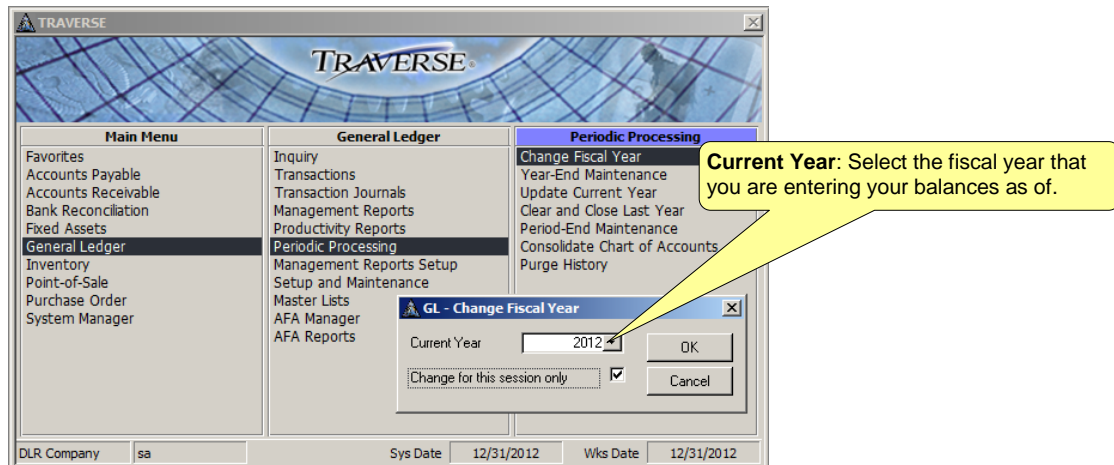 TRAVERSE
TRAVERSE
Main Menu
Favorites
Accounts Payable
Accounts Receivable
Bank Reconciliation
Fixed Assets
General Ledger
Inventory
Point-of-Sale
Purchase Order
System Manager
General Ledger
Inquiry
Transactions
Transaction Journals
Management Reports
Productivity Reports
Periodic Processing
Management Reports Setup
Setup and Maintenance
Master Lists
AFA Manager
AFA Reports
Periodic Processing
Change Fiscal Year
Year-End Maintenance
Update Current Year
Clear and Close Last Year
Period-End Maintenance
Consolidate Chart of Accounts
Purge History
Current Year: Select the fiscal year that
you are entering your balances as of.
GL - Change Fiscal Year
Current Year 2012
OK
Change for this session only
Cancel
DLR Company sa Sys Date 12/31/2012 Wks Date 12/31/2012